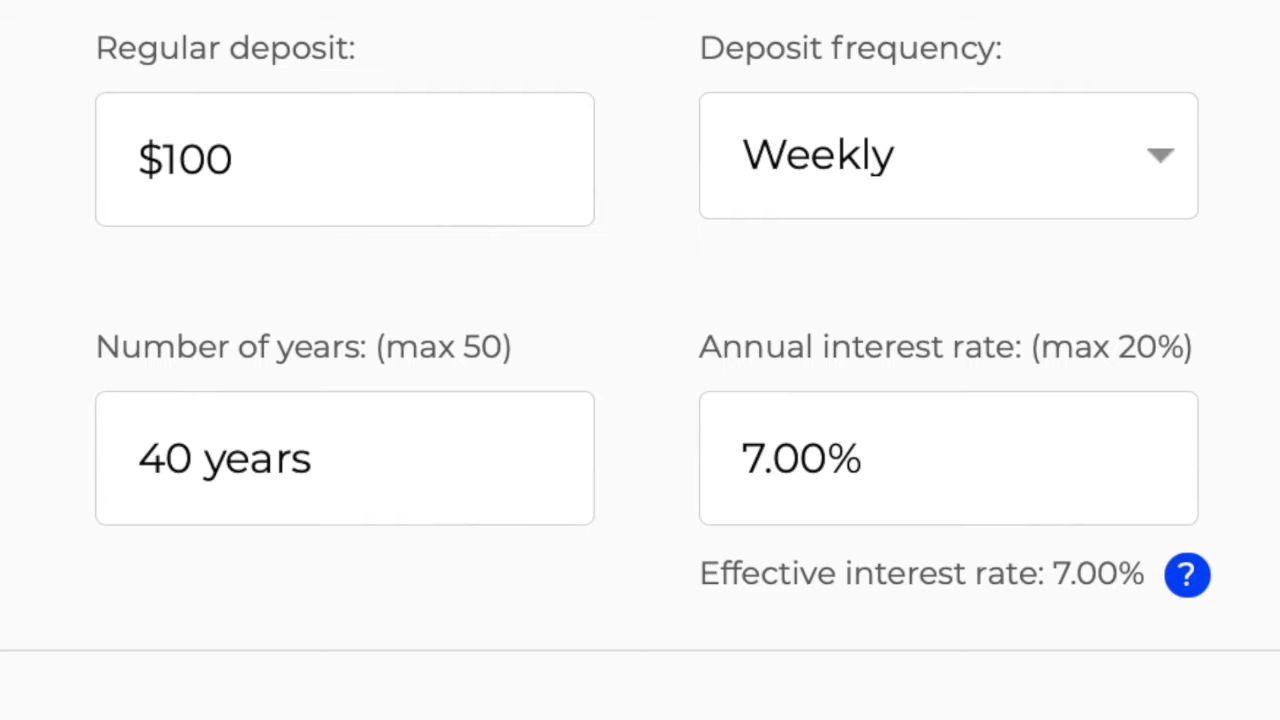 Regular deposit:
Deposit frequency:
$100
Weekly
Number of years: (max 50)
Annual interest rate: (max 20%)
40 years
7.00%
Effective interest rate: 7.00% ?